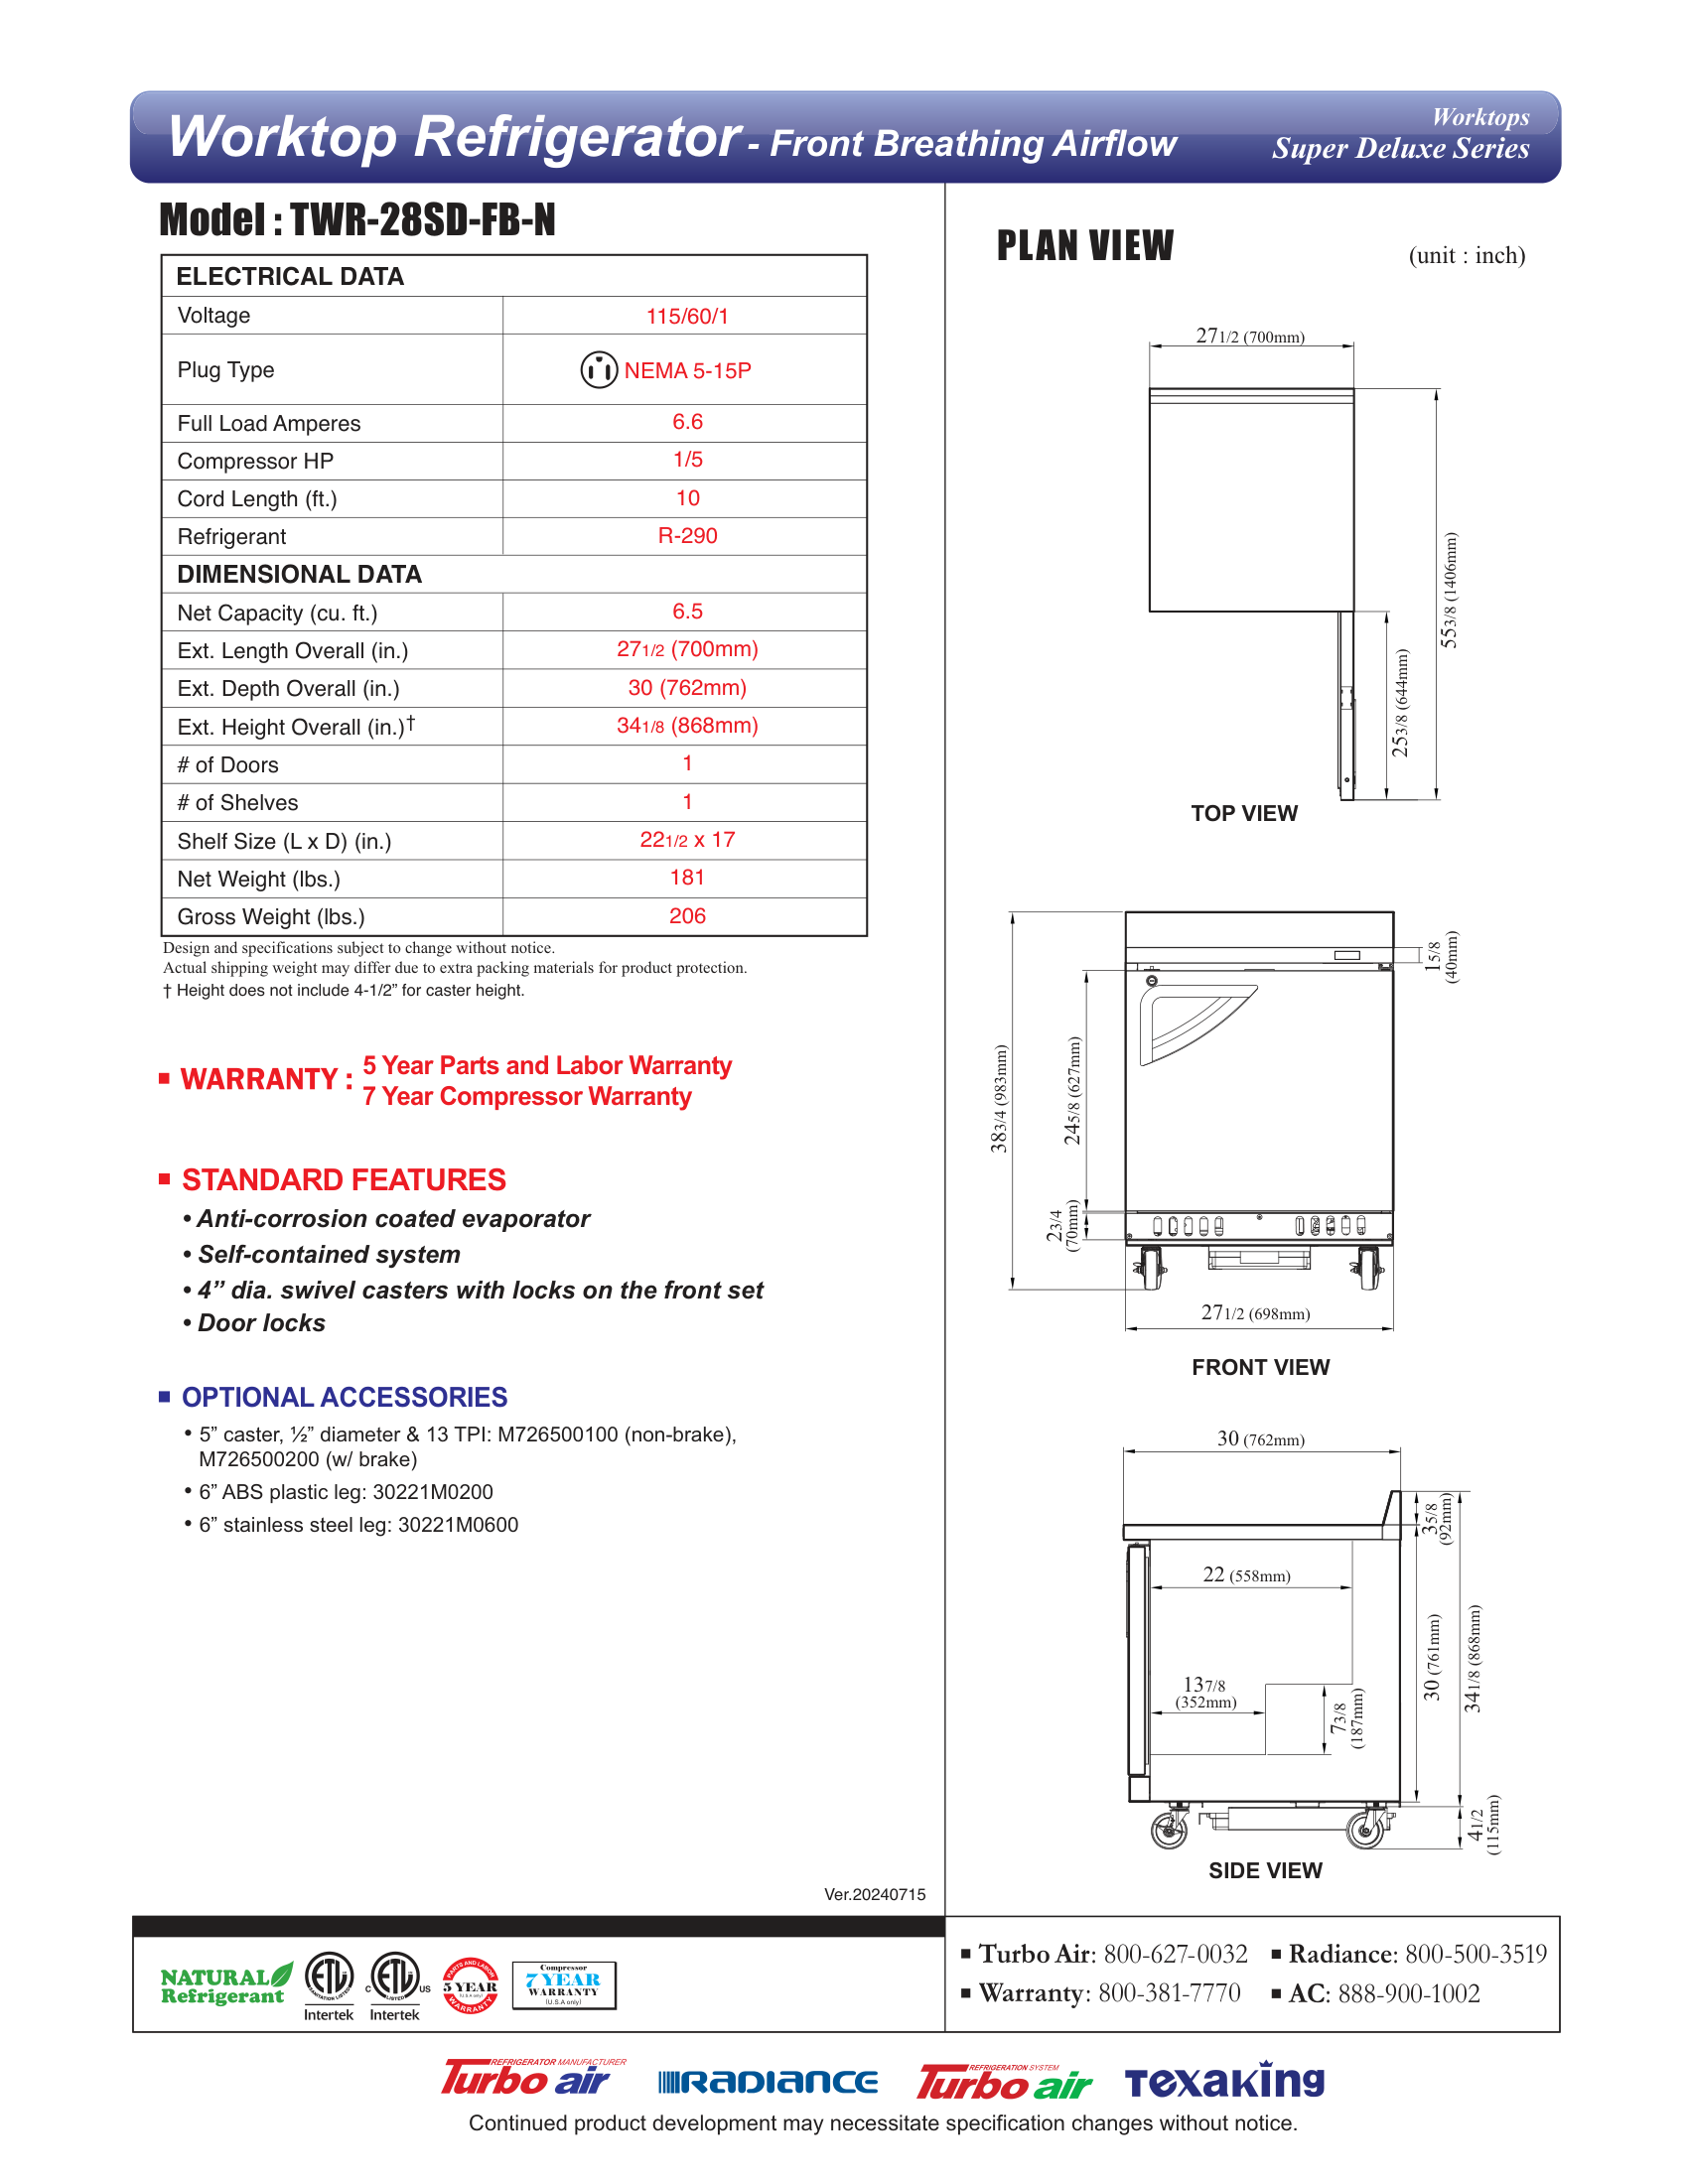 Worktop Refrigerator - Front Breathing Airflow
Worktops
Super Deluxe Series
Model : TWR-28SD-FB-N
ELECTRICAL DATA
Voltage 115/60/1
Plug Type NEMA 5-15P
Full Load Amperes 6.6
Compressor HP 1/5
Cord Length (ft.) 10
Refrigerant R-290
DIMENSIONAL DATA
Net Capacity (cu. ft.) 6.5
Ext. Length Overall (in.) 27 1/2 (700mm)
Ext. Depth Overall (in.) 30 (762mm)
Ext. Height Overall (in.)† 34 1/8 (868mm)
# of Doors 1
# of Shelves 1
Shelf Size (L x D) (in.) 22 1/2 x 17
Net Weight (lbs.) 181
Gross Weight (lbs.) 206
Design and specifications subject to change without notice.
Actual shipping weight may differ due to extra packing materials for product protection.
† Height does not include 4-1/2” for caster height.
■ WARRANTY : 5 Year Parts and Labor Warranty
7 Year Compressor Warranty
■ STANDARD FEATURES
• Anti-corrosion coated evaporator
• Self-contained system
• 4” dia. swivel casters with locks on the front set
• Door locks
■ OPTIONAL ACCESSORIES
• 5” caster, ½” diameter & 13 TPI: M726500100 (non-brake),
M726500200 (w/ brake)
• 6” ABS plastic leg: 30221M0200
• 6” stainless steel leg: 30221M0600
Ver.20240715
PLAN VIEW
(unit : inch)
27 1/2 (700mm)
55 3/8 (1406mm)
25 3/8 (644mm)
TOP VIEW
1 5/8
(40mm)
38 3/4 (983mm)
24 5/8 (627mm)
2 3/4
(70mm)
27 1/2 (698mm)
FRONT VIEW
30 (762mm)
3 5/8
(92mm)
22 (558mm)
13 7/8
(352mm)
7 3/8
(187mm)
30 (761mm)
34 1/8 (868mm)
4 1/2
(115mm)
SIDE VIEW
NATURAL
Refrigerant
ETL
SANITATION LISTED
Intertek
C ETL US
LISTED
Intertek
PARTS AND LABOR
5 YEAR
(U.S.A only)
WARRANTY
Compressor
7 YEAR
WARRANTY
(U.S.A only)
■ Turbo Air: 800-627-0032 ■ Radiance: 800-500-3519
■ Warranty: 800-381-7770 ■ AC: 888-900-1002
REFRIGERATOR MANUFACTURER
Turbo air
RADIANCE
REFRIGERATION SYSTEM
Turbo air
TEXAKING
Continued product development may necessitate specification changes without notice.